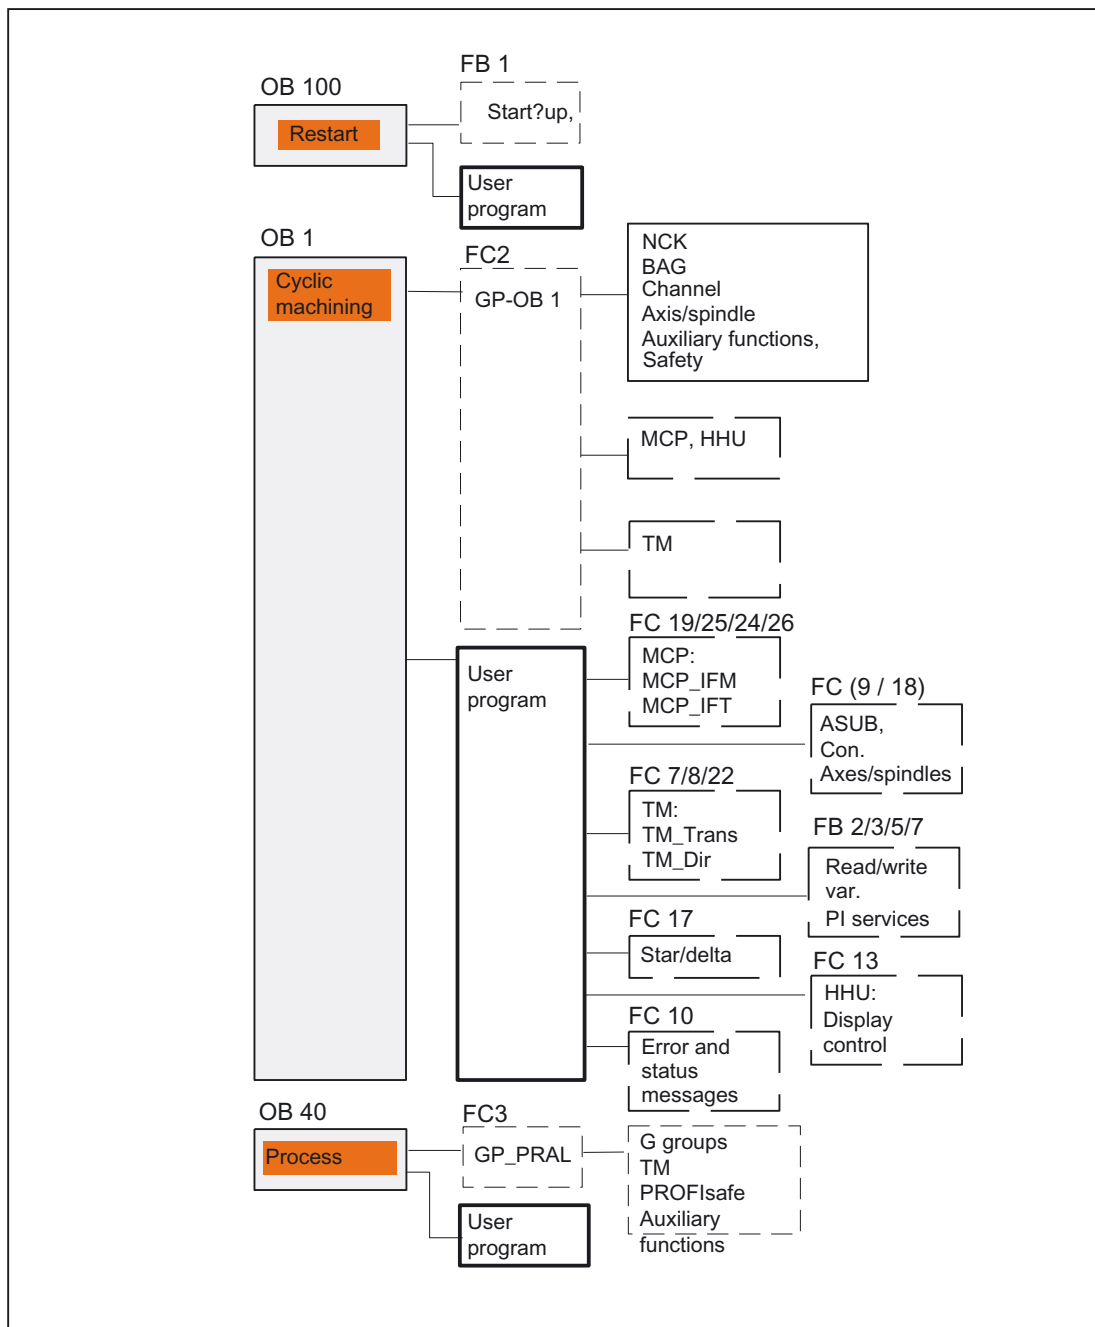 FB 1
OB 100
Start?up,
Restart
User
program
OB 1
FC2
Cyclic
machining
GP-OB 1
NCK
BAG
Channel
Axis/spindle
Auxiliary functions,
Safety
MCP, HHU
TM
FC 19/25/24/26
MCP:
MCP_IFM
MCP_IFT
User
program
FC (9 / 18)
ASUB,
Con.
Axes/spindles
FC 7/8/22
TM:
TM_Trans
TM_Dir
FB 2/3/5/7
Read/write
var.
PI services
FC 17
Star/delta
FC 13
HHU:
Display
control
FC 10
Error and
status
messages
OB 40
FC3
Process
GP_PRAL
G groups
TM
PROFIsafe
Auxiliary
functions
User
program